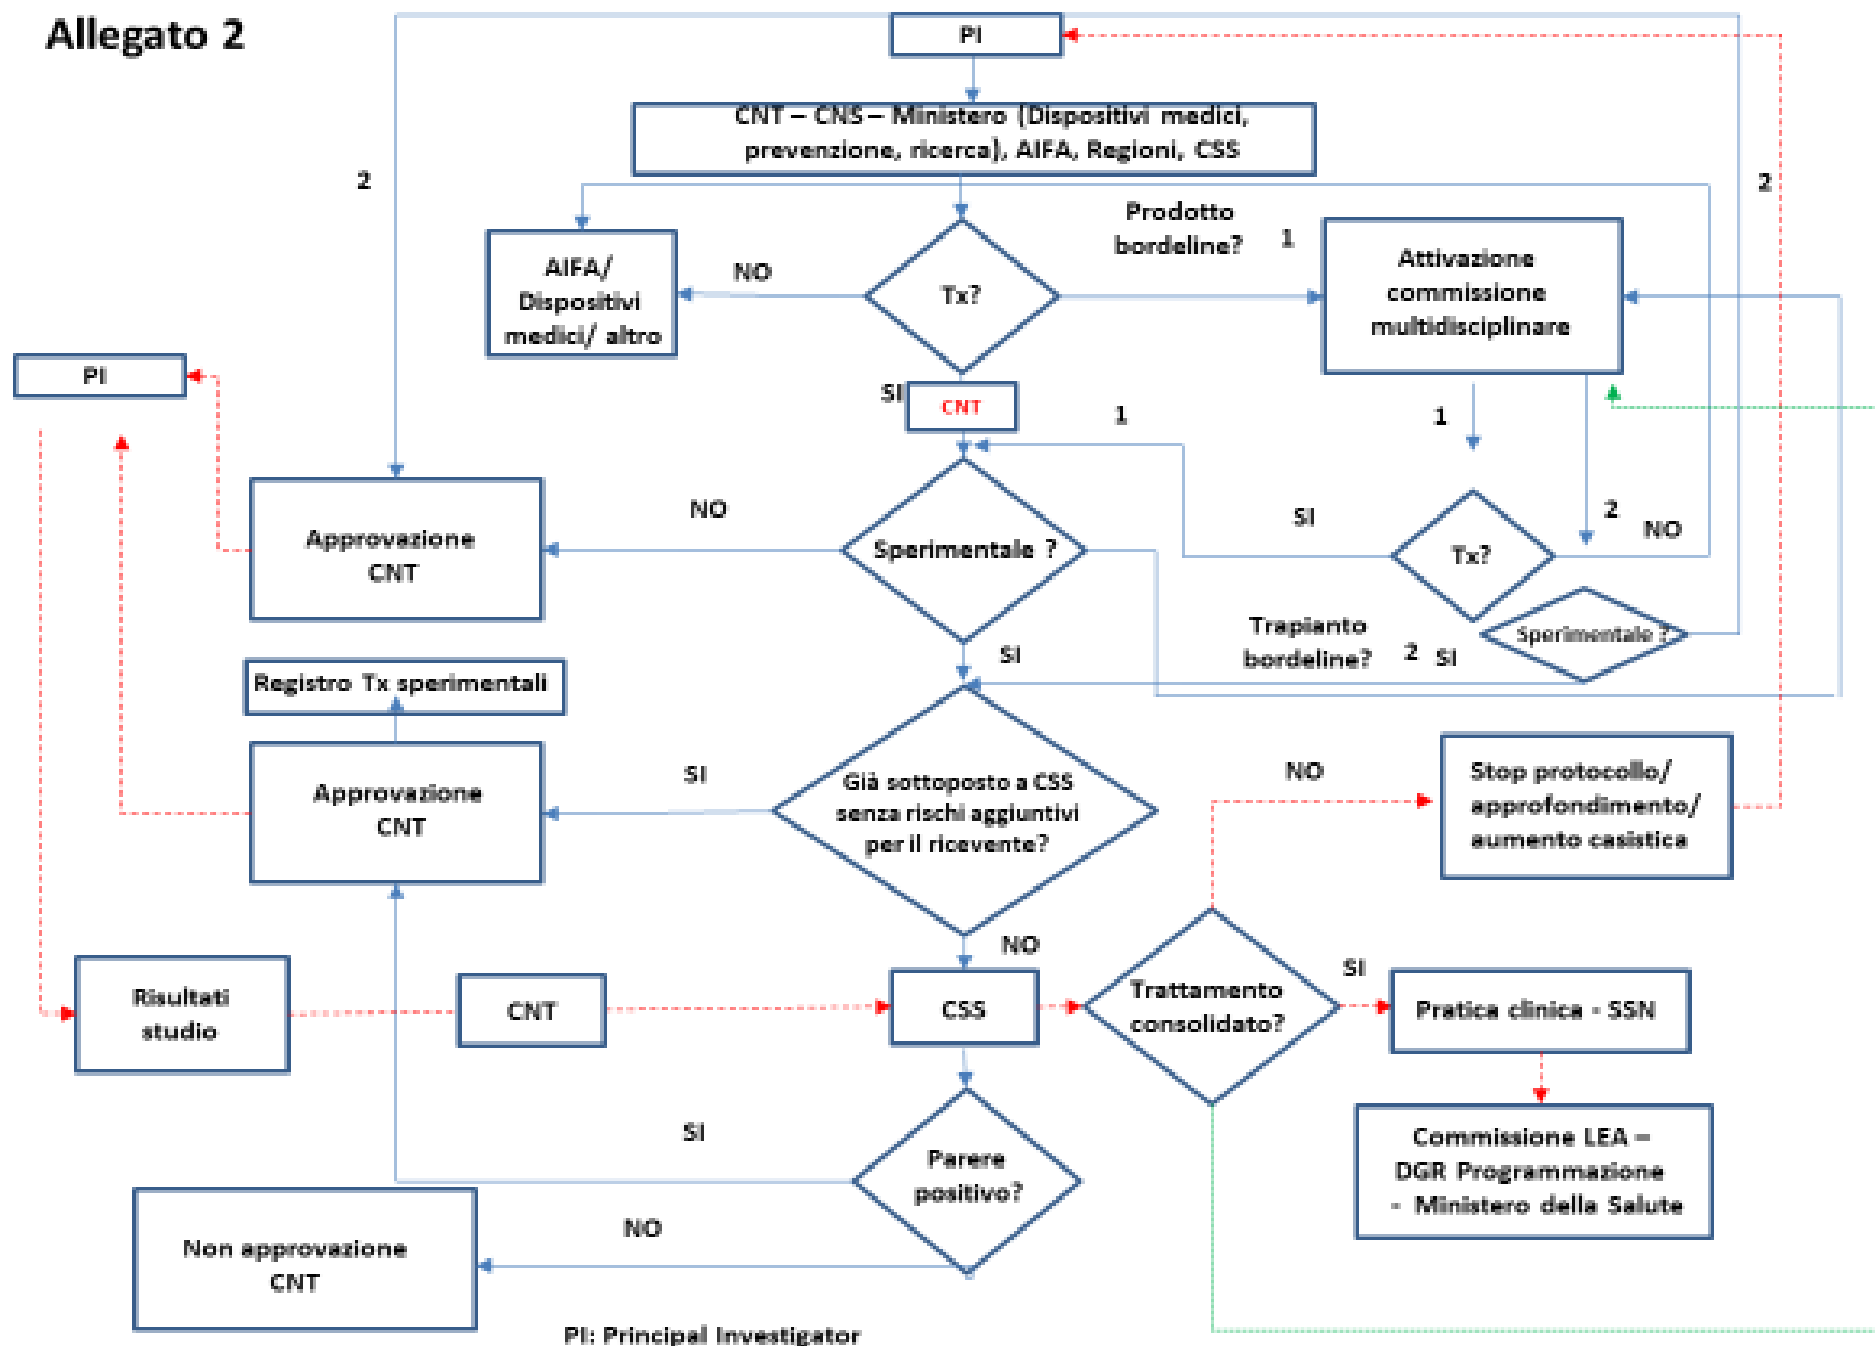 Allegato 2
PI
CNT – CNS – Ministero (Dispositivi medici,
prevenzione, ricerca), AIFA, Regioni, CSS
2
2
Prodotto
bordeline?
1
AIFA/
Dispositivi
medici/ altro
NO
Tx?
Attivazione
commissione
multidisciplinare
PI
SI
CNT
1
1
NO
SI
2
NO
Approvazione
CNT
Sperimentale ?
Tx?
Trapianto
bordeline?
2
SI
Sperimentale ?
SI
Registro Tx sperimentali
Approvazione
CNT
SI
Già sottoposto a CSS
senza rischi aggiuntivi
per il ricevente?
NO
Stop protocollo/
approfondimento/
aumento casistica
NO
Risultati
studio
CNT
CSS
Trattamento
consolidato?
SI
Pratica clinica - SSN
SI
Parere
positivo?
Commissione LEA –
DGR Programmazione
- Ministero della Salute
NO
Non approvazione
CNT
PI: Principal Investigator